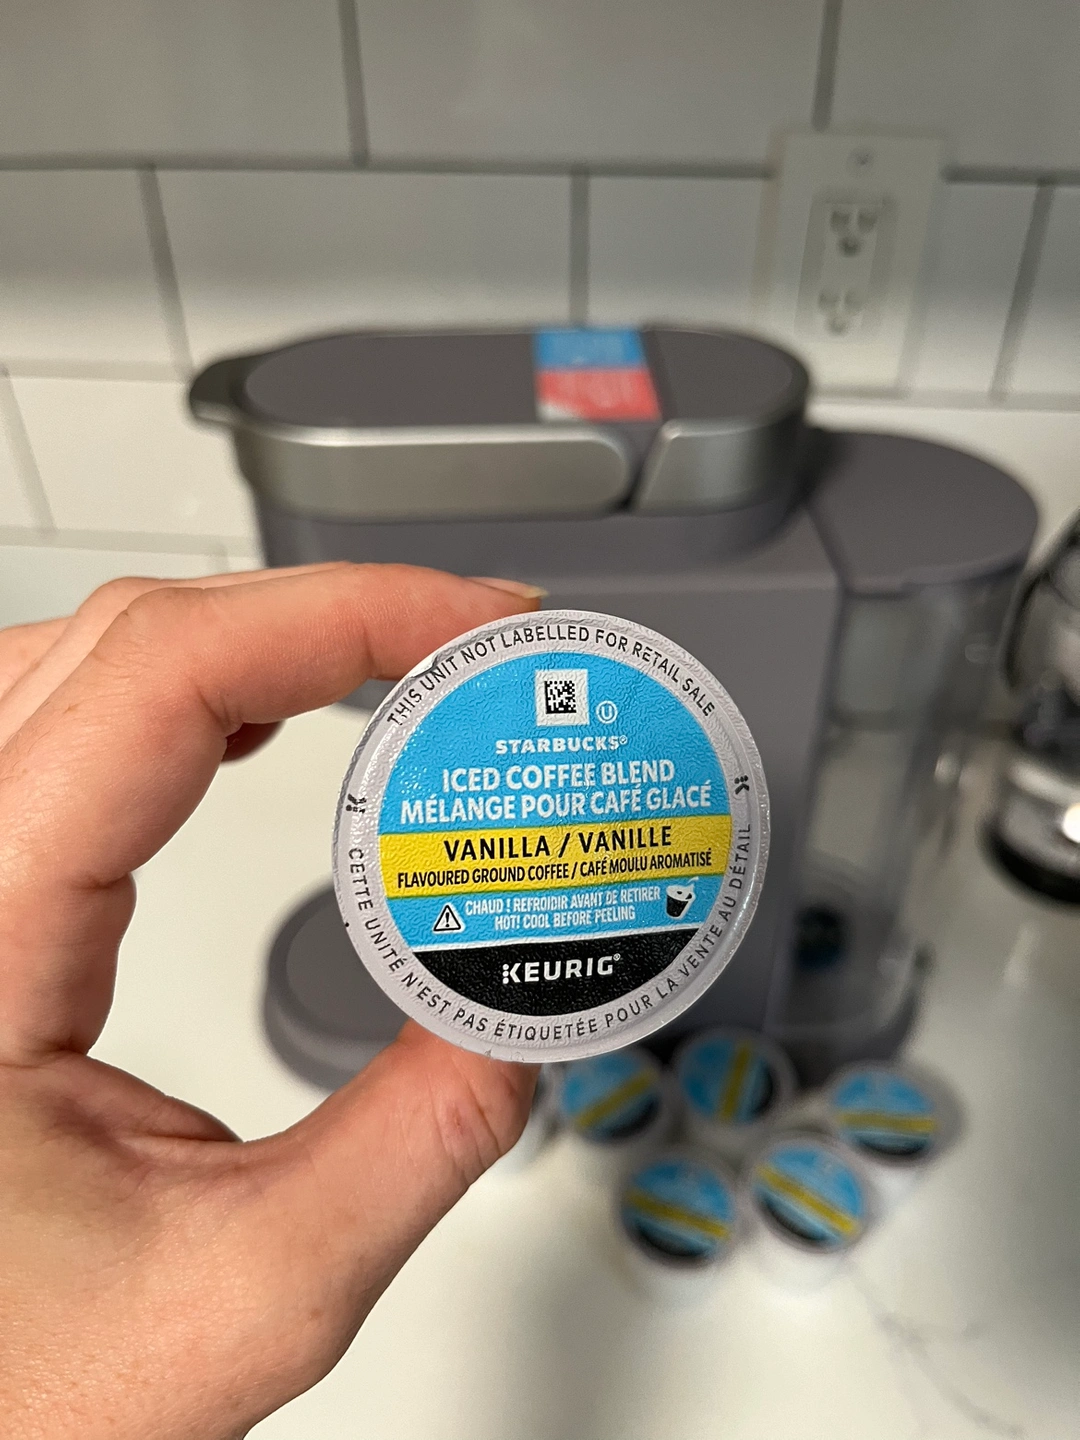 THIS UNIT NOT LABELLED FOR RETAIL SALE
U
STARBUCKS®
ICED COFFEE BLEND
MÉLANGE POUR CAFÉ GLACÉ
VANILLA / VANILLE
FLAVOURED GROUND COFFEE / CAFÉ MOULU AROMATISÉ
CHAUD ! REFROIDIR AVANT DE RETIRER
HOT! COOL BEFORE PEELING
KEURIG®
CETTE UNITÉ N'EST PAS ÉTIQUETÉE POUR LA VENTE AU DÉTAIL